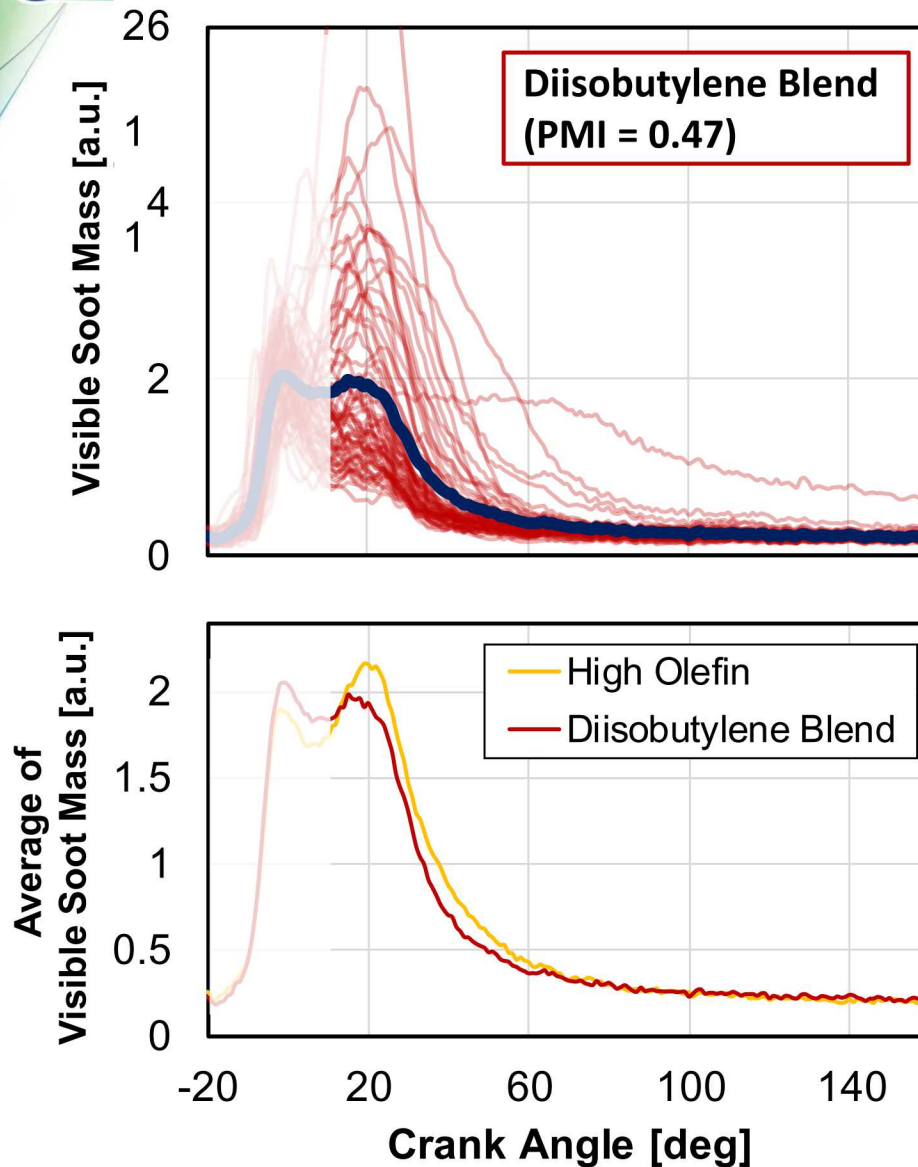 26
1
4
1
2
0
Visible Soot Mass [a.u.]
Diisobutylene Blend
(PMI = 0.47)
2
1.5
1
0.5
0
Average of
Visible Soot Mass [a.u.]
High Olefin
Diisobutylene Blend
-20 20 60 100 140
Crank Angle [deg]